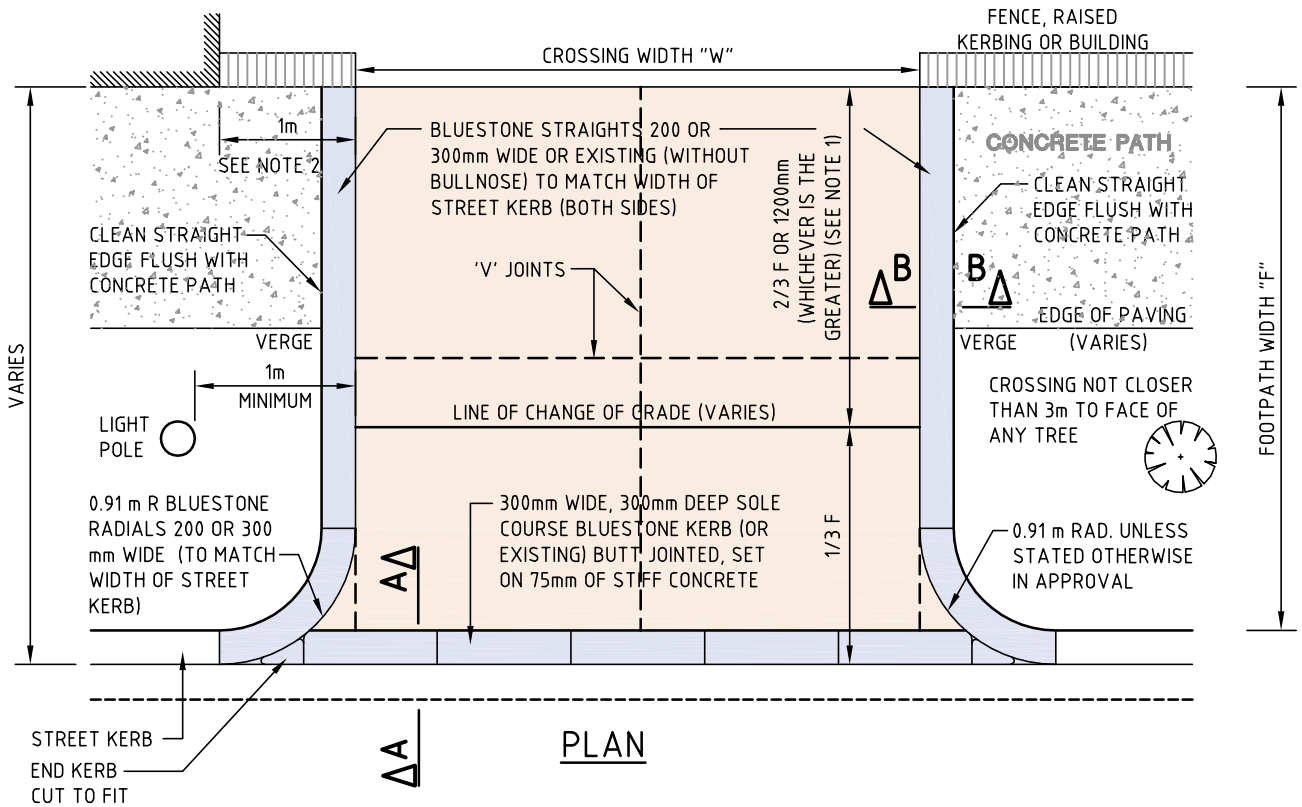 FENCE, RAISED
KERBING OR BUILDING
CROSSING WIDTH "W"
1m
SEE NOTE 2
BLUESTONE STRAIGHTS 200 OR
300mm WIDE OR EXISTING (WITHOUT
BULLNOSE) TO MATCH WIDTH OF
STREET KERB (BOTH SIDES)
2/3 F OR 1200mm
(WHICHEVER IS THE
GREATER) (SEE NOTE 1)
CONCRETE PATH
CLEAN STRAIGHT
EDGE FLUSH WITH
CONCRETE PATH
CLEAN STRAIGHT
EDGE FLUSH WITH
CONCRETE PATH
'V' JOINTS
B
B
EDGE OF PAVING
(VARIES)
VERGE
VERGE
VARIES
FOOTPATH WIDTH "F"
1m
MINIMUM
LINE OF CHANGE OF GRADE (VARIES)
CROSSING NOT CLOSER
THAN 3m TO FACE OF
ANY TREE
LIGHT
POLE
0.91 m R BLUESTONE
RADIALS 200 OR 300
mm WIDE (TO MATCH
WIDTH OF STREET
KERB)
A
300mm WIDE, 300mm DEEP SOLE
COURSE BLUESTONE KERB (OR
EXISTING) BUTT JOINTED, SET
ON 75mm OF STIFF CONCRETE
1/3 F
0.91 m RAD. UNLESS
STATED OTHERWISE
IN APPROVAL
STREET KERB
END KERB
CUT TO FIT
A
PLAN